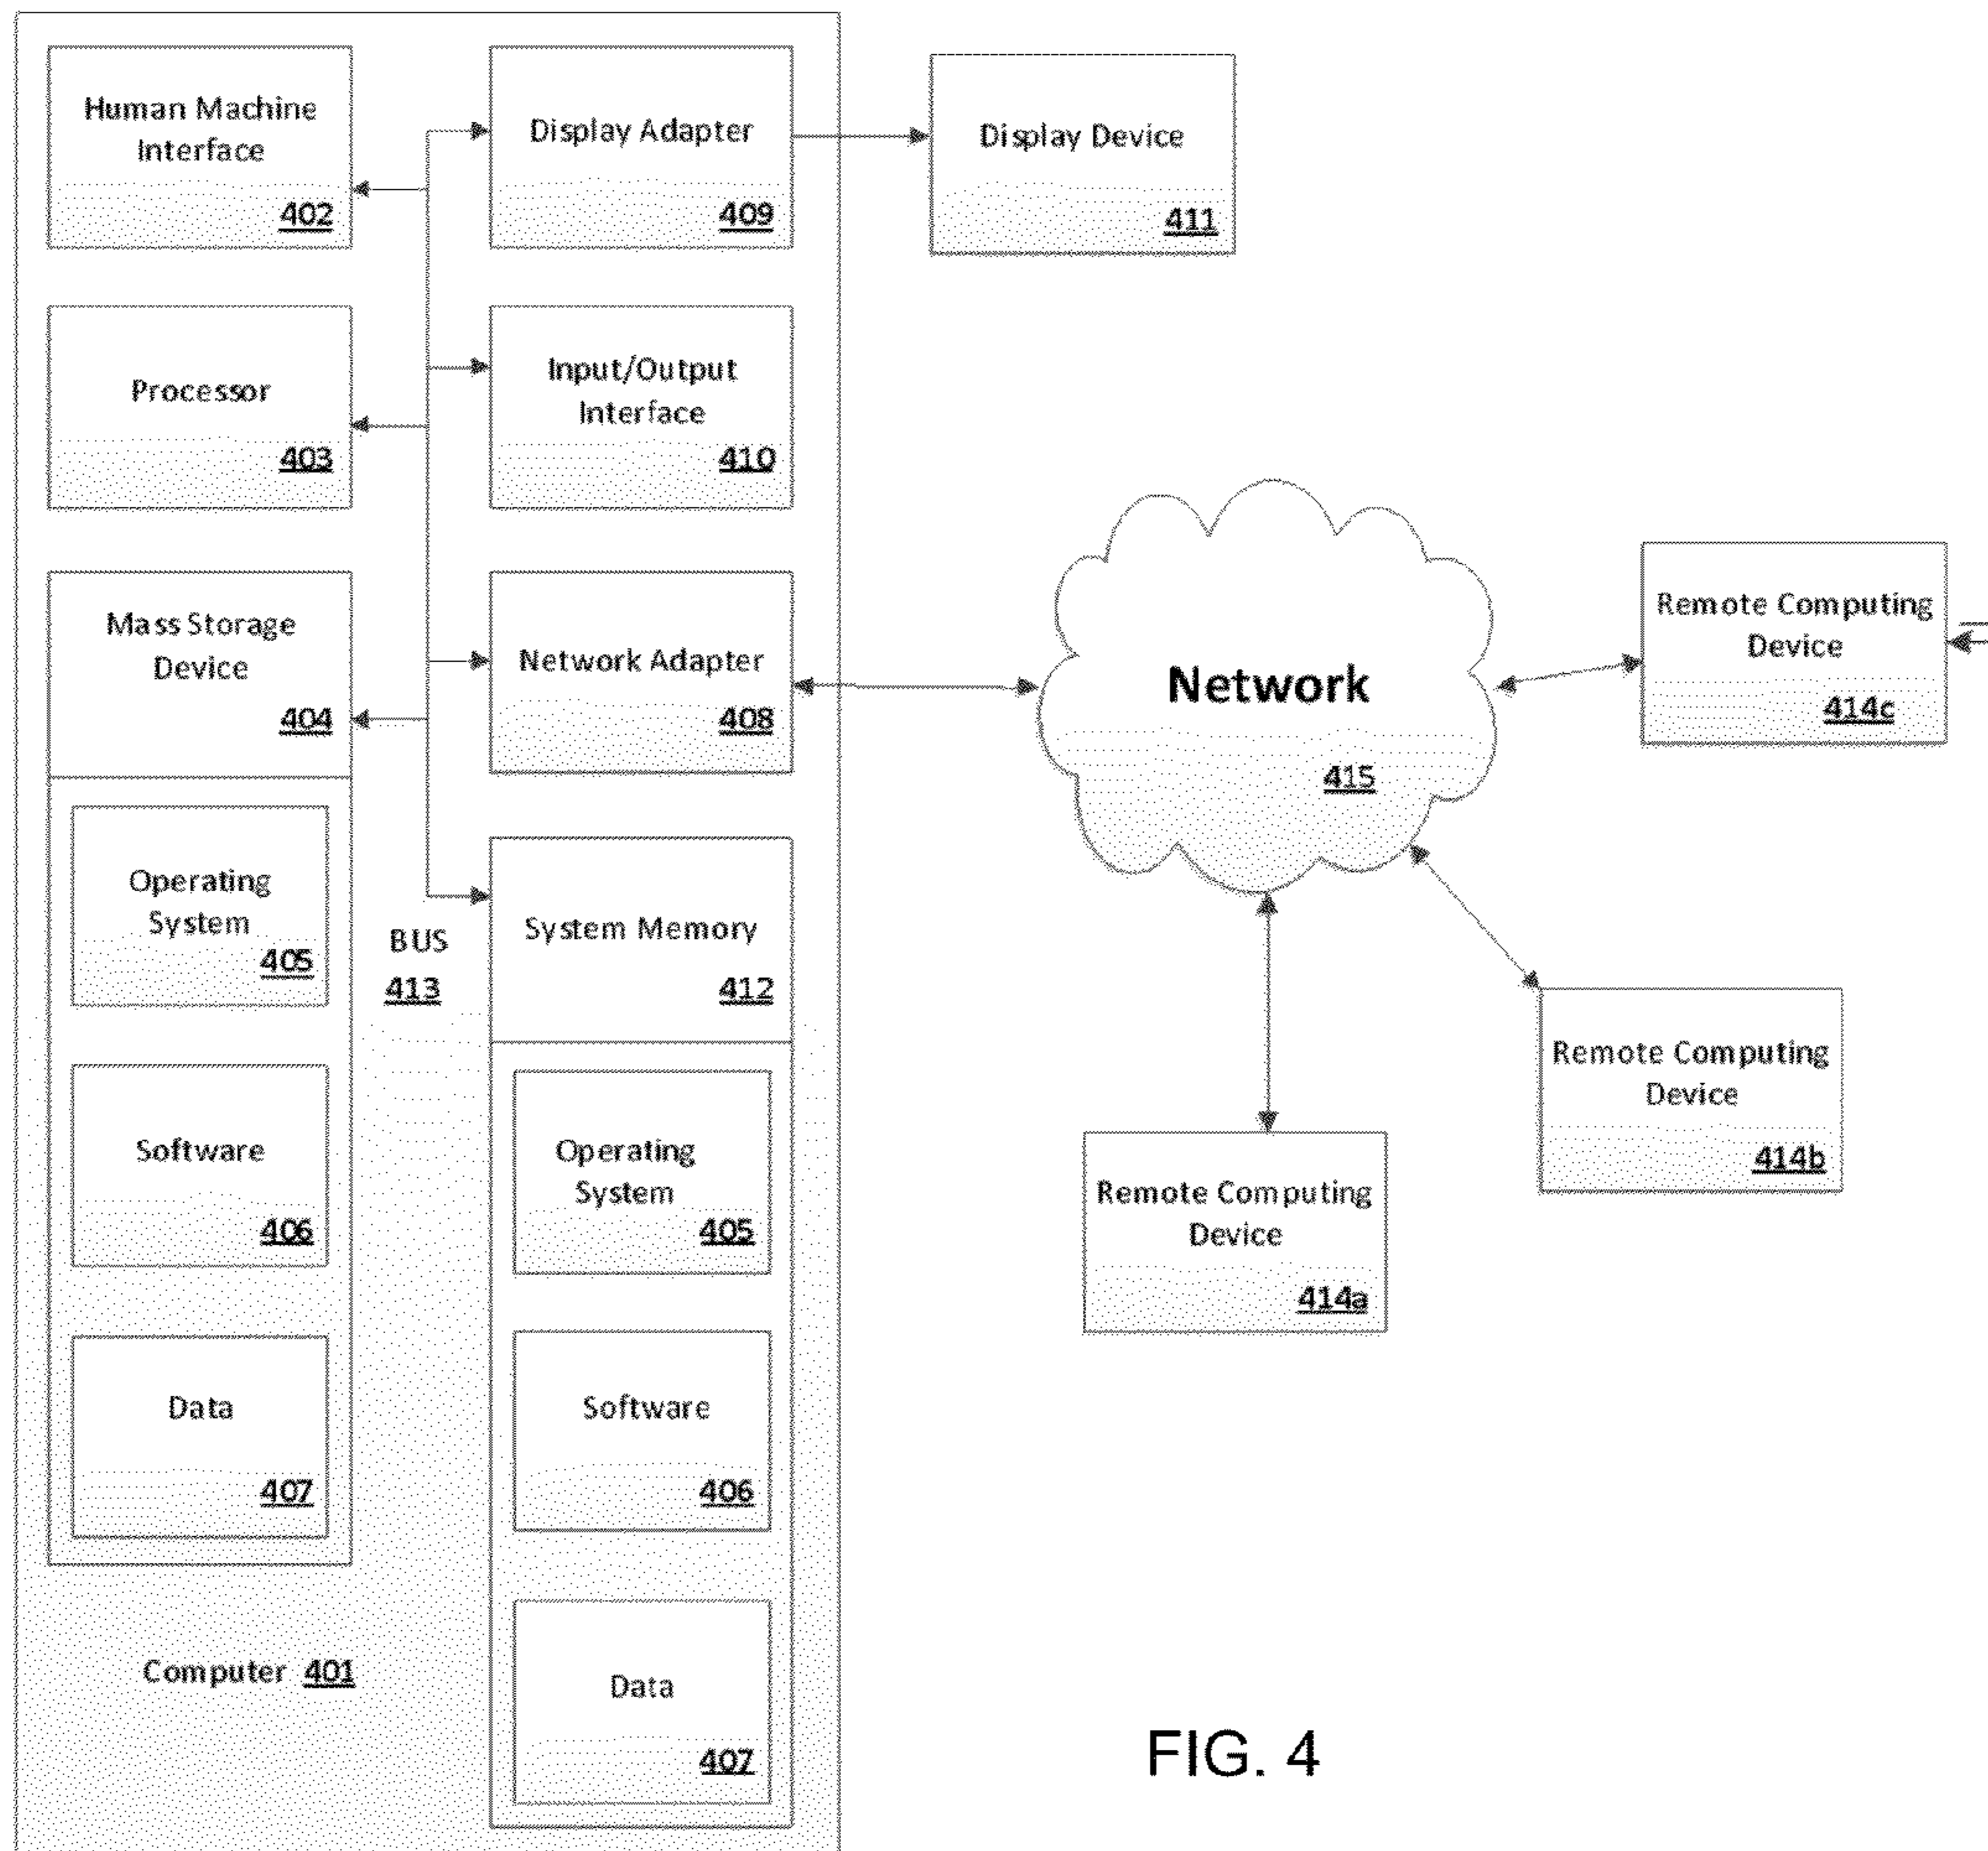 Human Machine
Interface
402
Display Adapter
409
Display Device
411
Processor
403
Input/Output
Interface
410
Mass Storage
Device
404
Network Adapter
408
Network
415
Remote Computing
Device
414c
Operating
System
405
BUS
413
System Memory
412
Remote Computing
Device
414b
Software
406
Operating
System
405
Remote Computing
Device
414a
Data
407
Software
406
Computer 401
Data
407
FIG. 4